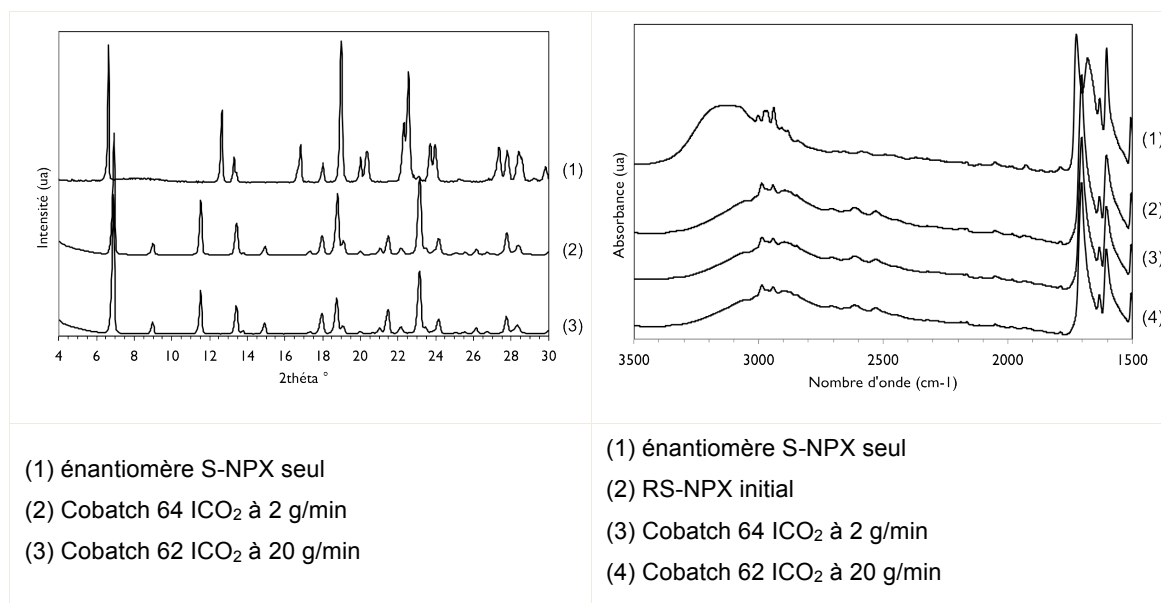 Intensité (ua)
(1)
(2)
(3)
4 6 8 10 12 14 16 18 20 22 24 26 28 30
2théta °
Absorbance (ua)
(1)
(2)
(3)
(4)
3500 3000 2500 2000 1500
Nombre d'onde (cm-1)
(1) énantiomère S-NPX seul
(2) Cobatch 64 ICO₂ à 2 g/min
(3) Cobatch 62 ICO₂ à 20 g/min
(1) énantiomère S-NPX seul
(2) RS-NPX initial
(3) Cobatch 64 ICO₂ à 2 g/min
(4) Cobatch 62 ICO₂ à 20 g/min